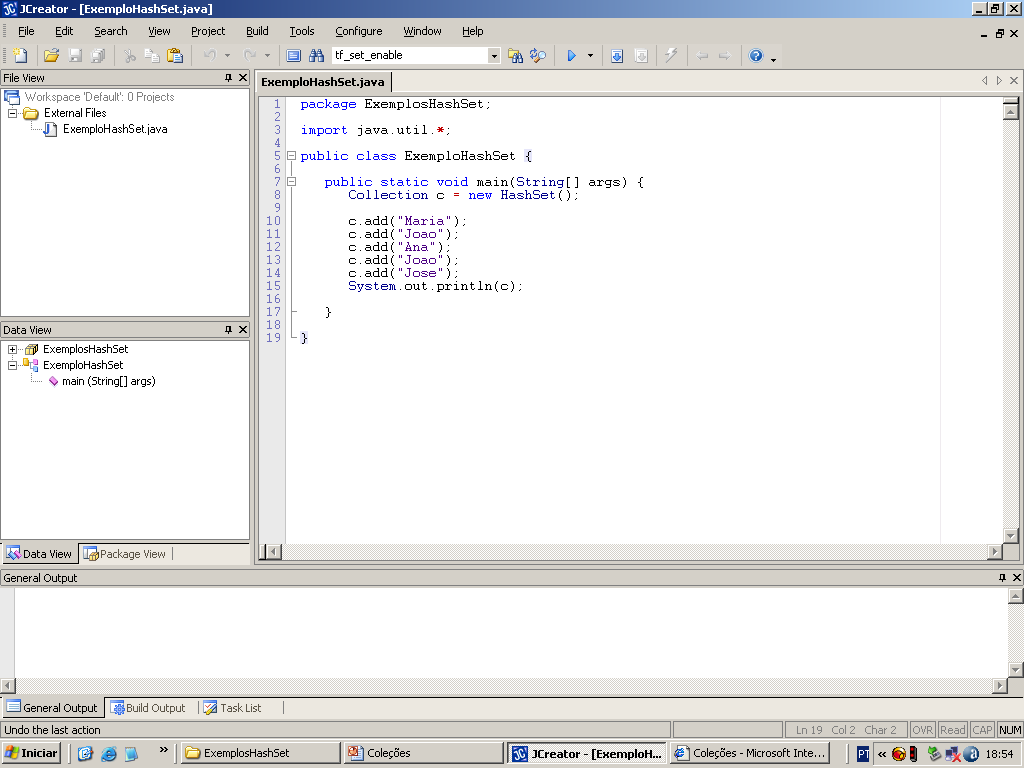 JCreator - [ExemploHashSet.java]
File Edit Search View Project Build Tools Configure Window Help
tf_set_enable
File View
Workspace 'Default': 0 Projects
External Files
ExemploHashSet.java
ExemploHashSet.java
1 package ExemplosHashSet;
2
3 import java.util.*;
4
5 public class ExemploHashSet {
6
7 public static void main(String[] args) {
8 Collection c = new HashSet();
9
10 c.add("Maria");
11 c.add("Joao");
12 c.add("Ana");
13 c.add("Joao");
14 c.add("Jose");
15 System.out.println(c);
16
17 }
18
19 }
Data View
ExemplosHashSet
ExemploHashSet
main (String[] args)
Data View Package View
General Output
General Output Build Output Task List
Undo the last action Ln 19 Col 2 Char 2 OVR Read CAP NUM
Iniciar » ExemplosHashSet Coleções JCreator - [ExemploH... Coleções - Microsoft Inte... PT « 18:54